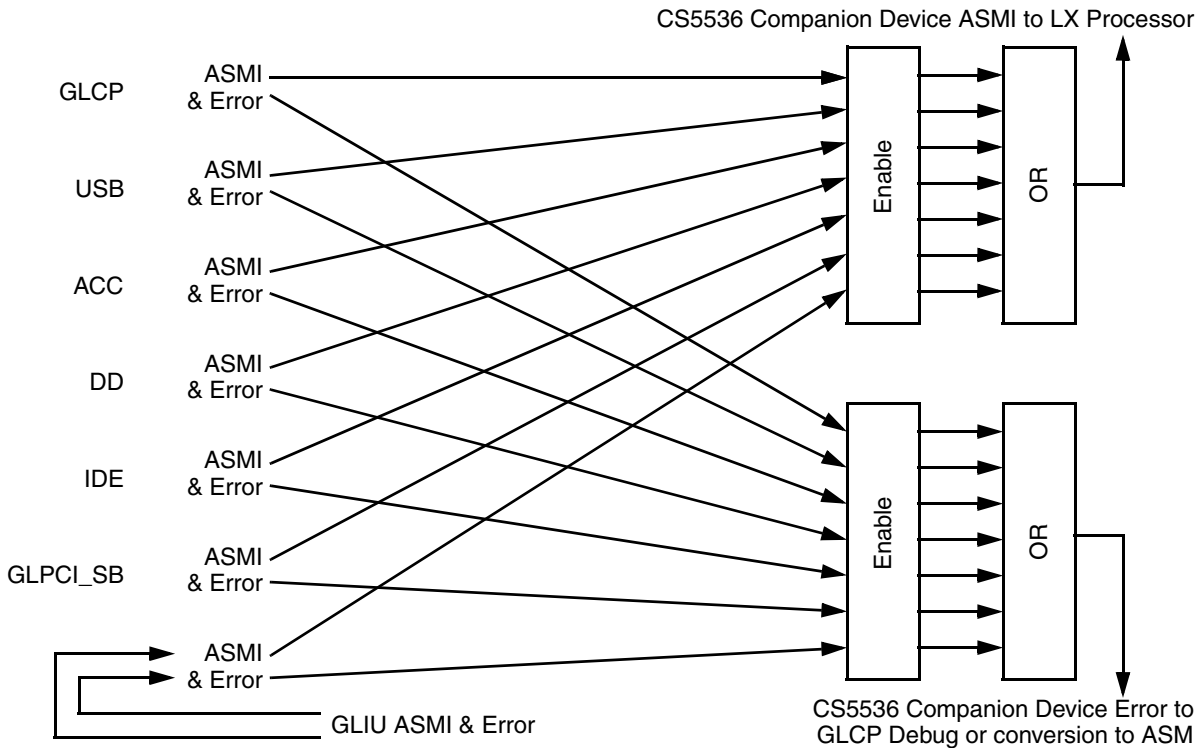 CS5536 Companion Device ASMI to LX Processor
GLCP
ASMI
& Error
USB
ASMI
& Error
ACC
ASMI
& Error
DD
ASMI
& Error
IDE
ASMI
& Error
GLPCI_SB
ASMI
& Error
ASMI
& Error
GLIU ASMI & Error
Enable
OR
Enable
OR
CS5536 Companion Device Error to
GLCP Debug or conversion to ASM